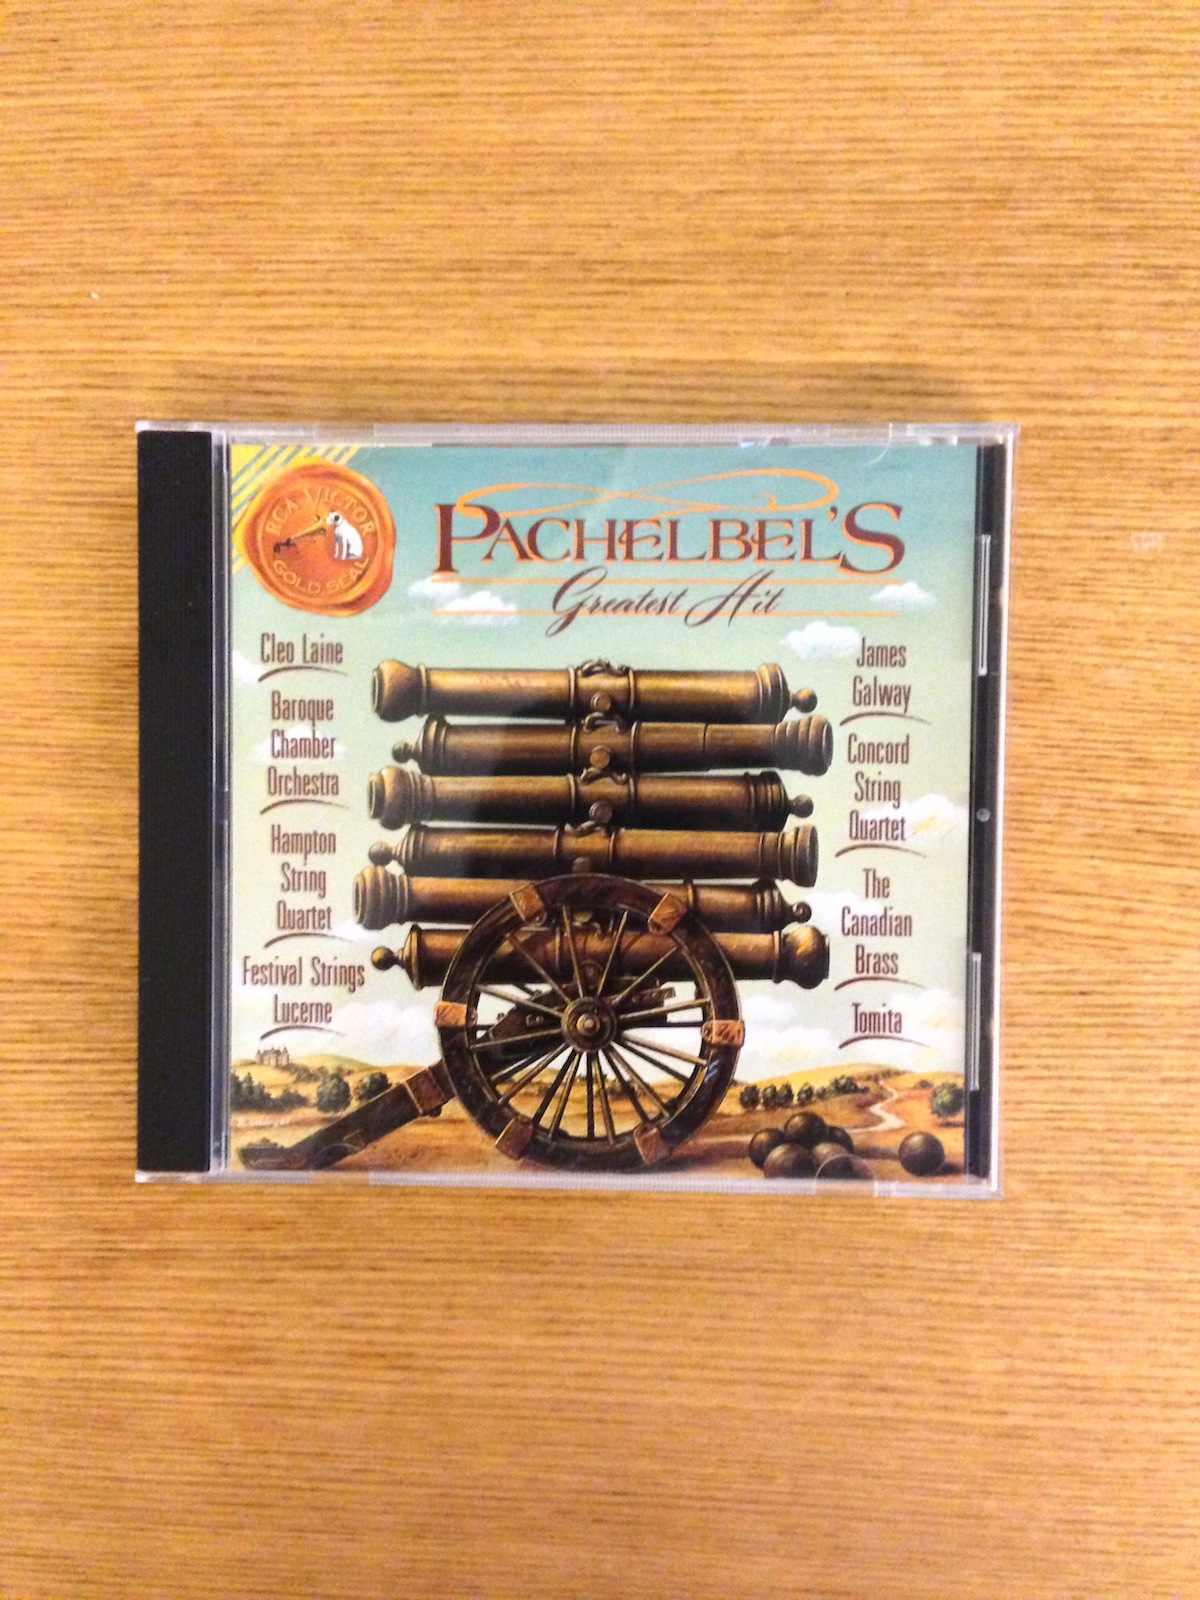 RCA VICTOR
GOLD SEAL
PACHELBEL'S
Greatest Hit
Cleo Laine
Baroque
Chamber
Orchestra
Hampton
String
Quartet
Festival Strings
Lucerne
James
Galway
Concord
String
Quartet
The
Canadian
Brass
Tomita